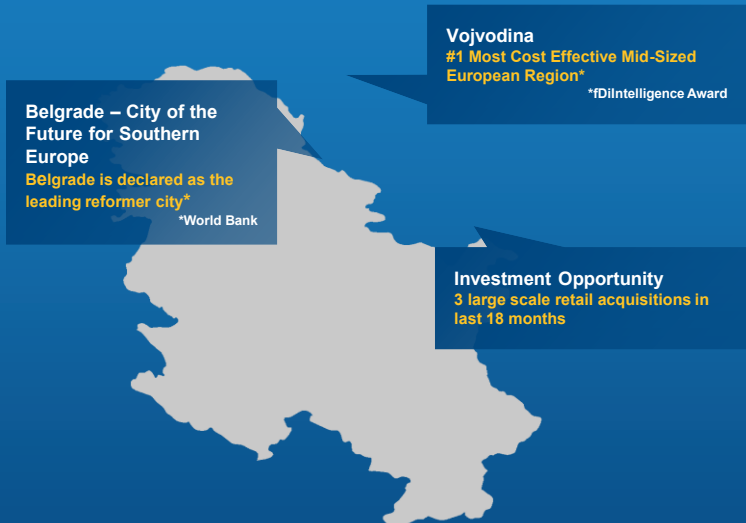 Vojvodina
#1 Most Cost Effective Mid-Sized
European Region*
*fDiIntelligence Award
Belgrade – City of the
Future for Southern
Europe
Belgrade is declared as the
leading reformer city*
*World Bank
Investment Opportunity
3 large scale retail acquisitions in
last 18 months